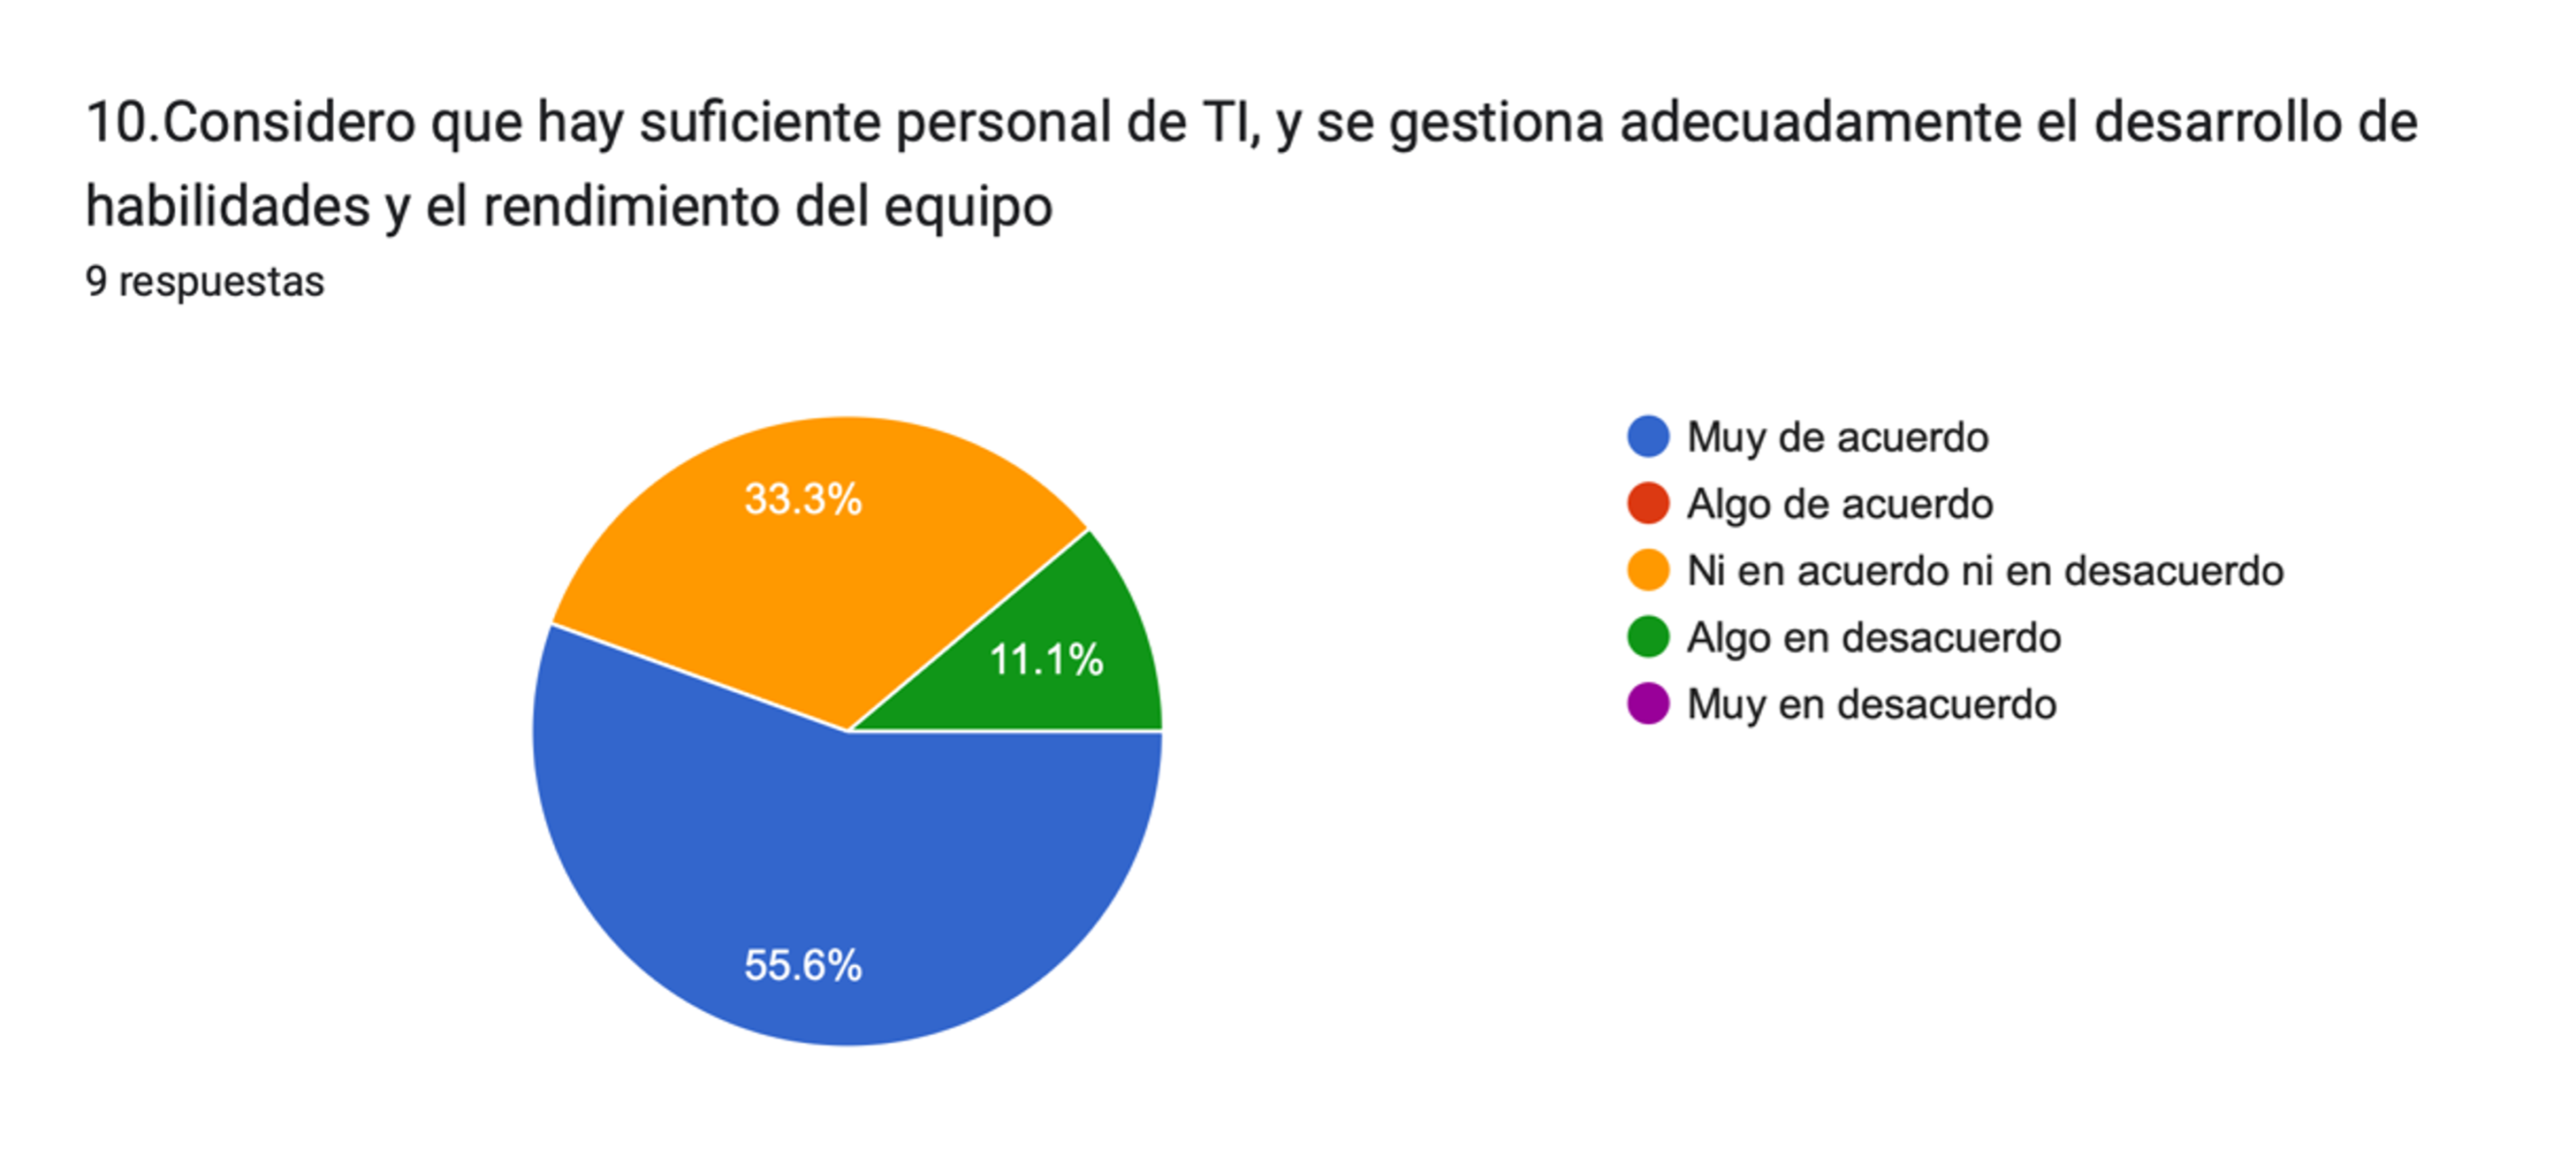 10.Considero que hay suficiente personal de TI, y se gestiona adecuadamente el desarrollo de
habilidades y el rendimiento del equipo
9 respuestas
33.3%
11.1%
55.6%
Muy de acuerdo
Algo de acuerdo
Ni en acuerdo ni en desacuerdo
Algo en desacuerdo
Muy en desacuerdo